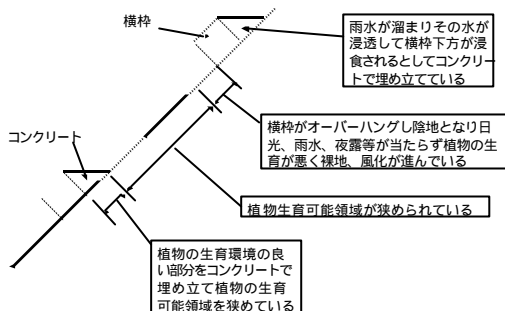 横枠
雨水が溜まりその水が
浸透して横枠下方が浸
食されるとしてコンクリー
トで埋め立てている
横枠がオーバーハングし陰地となり日
光、雨水、夜露等が当たらず植物の生
育が悪く裸地、風化が進んでいる
コンクリート
植物生育可能領域が狭められている
植物の生育環境の良
い部分をコンクリートで
埋め立て植物の生育
可能領域を狭めている